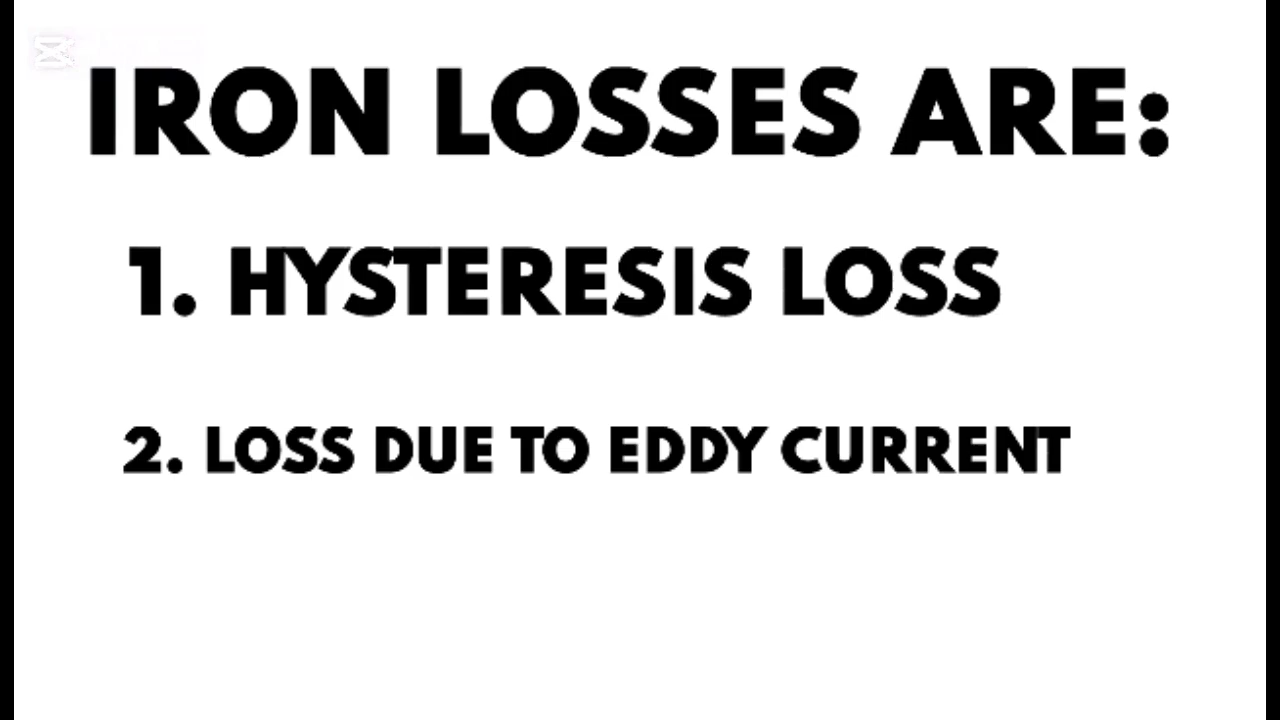 IRON LOSSES ARE:
1. HYSTERESIS LOSS
2. LOSS DUE TO EDDY CURRENT